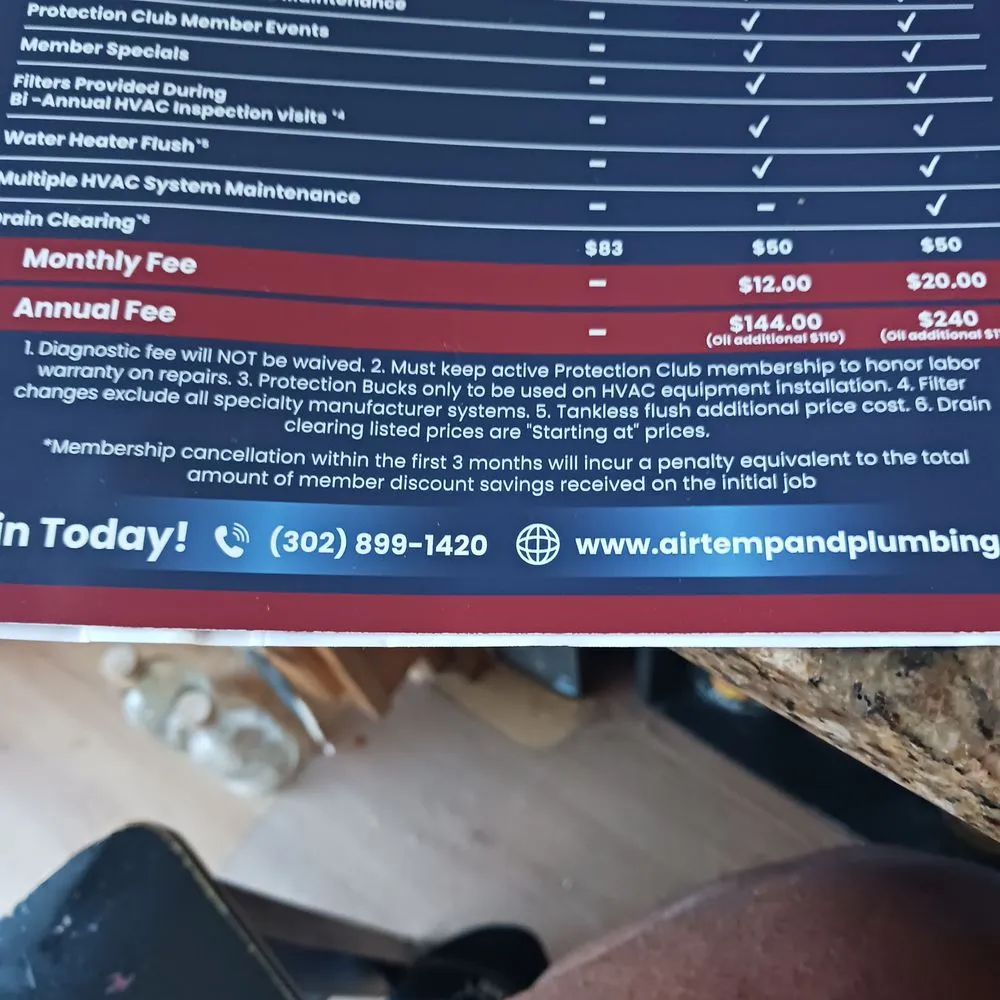 Protection Club Member Events - ✓ ✓
Member Specials - ✓ ✓
Filters Provided During
Bi -Annual HVAC Inspection visits *4 - ✓ ✓
Water Heater Flush*5 - ✓ ✓
Multiple HVAC System Maintenance - - ✓
rain Clearing*6 $83 $50 $50
Monthly Fee - $12.00 $20.00
Annual Fee - $144.00 $240
(Oil additional $110) (Oil additional $1
1. Diagnostic fee will NOT be waived. 2. Must keep active Protection Club membership to honor labor
warranty on repairs. 3. Protection Bucks only to be used on HVAC equipment installation. 4. Filter
changes exclude all specialty manufacturer systems. 5. Tankless flush additional price cost. 6. Drain
clearing listed prices are "Starting at" prices.
*Membership cancellation within the first 3 months will incur a penalty equivalent to the total
amount of member discount savings received on the initial job
in Today! (302) 899-1420 www.airtempandplumbing